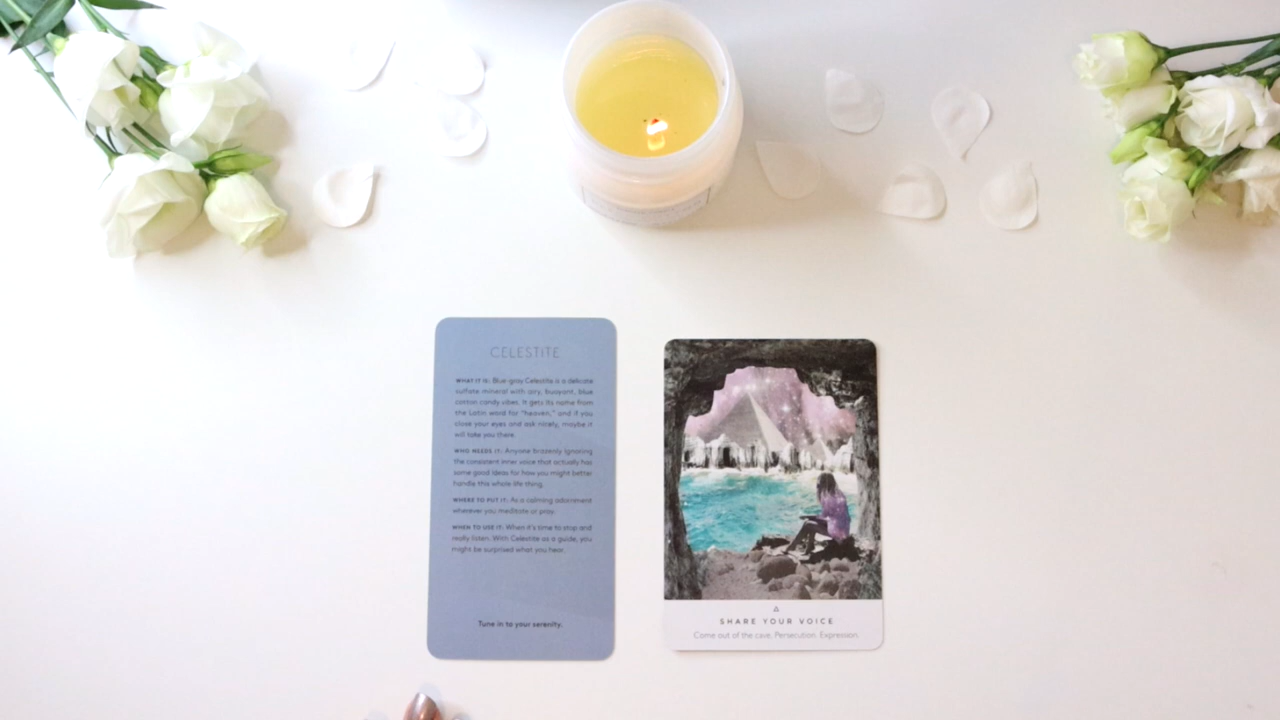 CELESTITE
WHAT IT IS: Blue-gray Celestite is a delicate
sulfate mineral with airy, buoyant, blue
cotton candy vibes. It gets its name from
the Latin word for "heaven," and if you
close your eyes and ask nicely, maybe it
will take you there.
WHO NEEDS IT: Anyone brazenly ignoring
the consistent inner voice that actually has
some good ideas for how you might better
handle this whole life thing.
WHERE TO PUT IT: As a calming adornment
wherever you meditate or pray.
WHEN TO USE IT: When it's time to stop and
really listen. With Celestite as a guide, you
might be surprised what you hear.
Tune in to your serenity.
SHARE YOUR VOICE
Come out of the cave. Persecution. Expression.